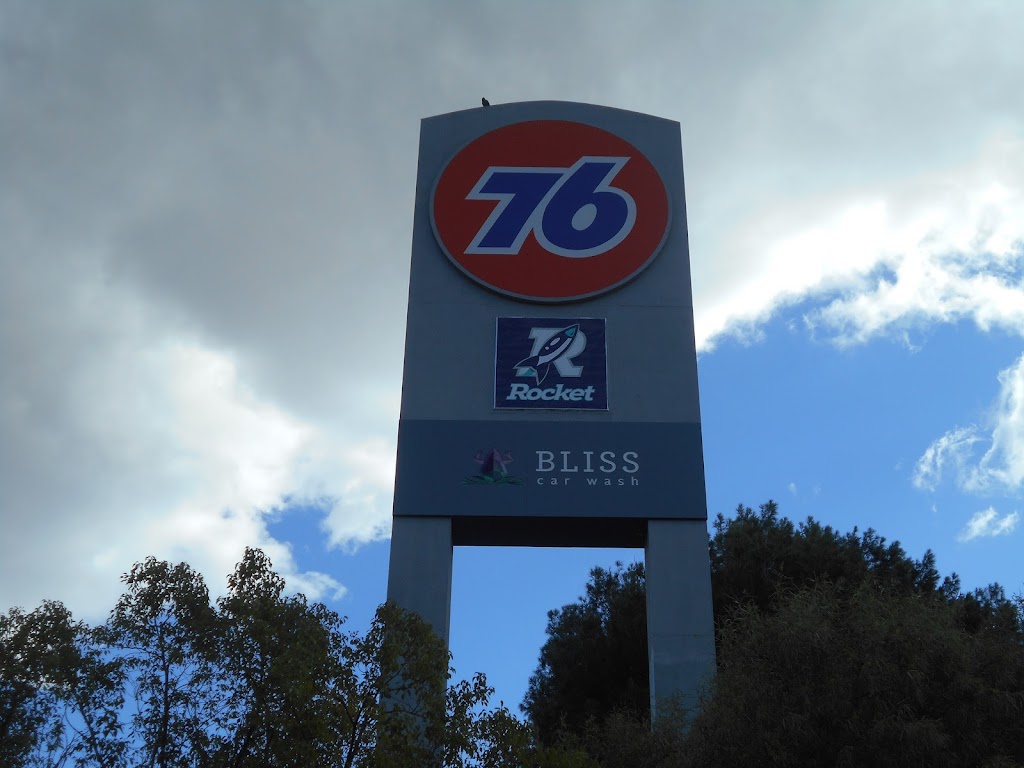 76
R
Rocket
BLISS
car wash